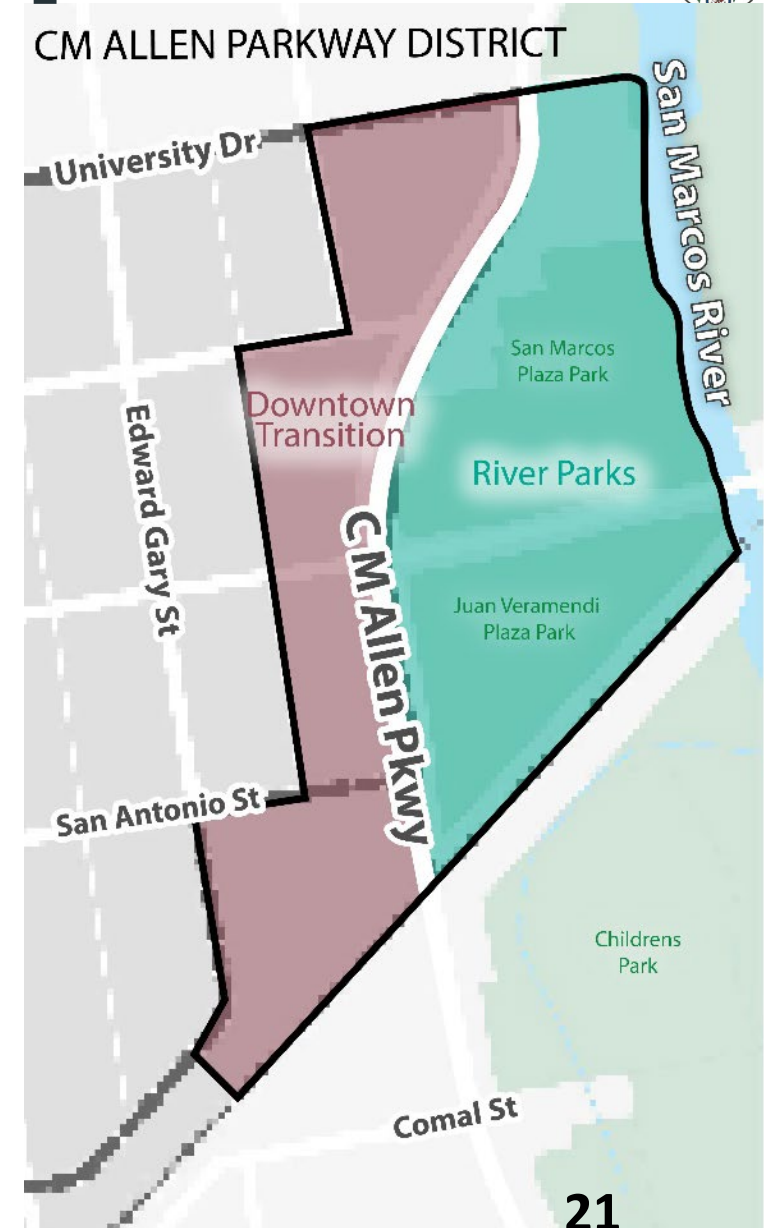 CM ALLEN PARKWAY DISTRICT
University Dr.
San Marcos River
San Marcos
Plaza Park
Downtown
Transition
River Parks
Edward Gary St
C M Allen Pkwy
Juan Veramendi
Plaza Park
San Antonio St
Childrens
Park
Comal St
21